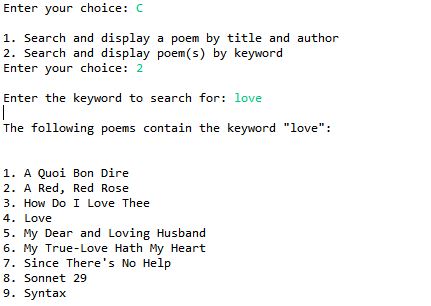 Enter your choice: C
1. Search and display a poem by title and author
2. Search and display poem(s) by keyword
Enter your choice: 2
Enter the keyword to search for: love
The following poems contain the keyword "love":
1. A Quoi Bon Dire
2. A Red, Red Rose
3. How Do I Love Thee
4. Love
5. My Dear and Loving Husband
6. My True-Love Hath My Heart
7. Since There's No Help
8. Sonnet 29
9. Syntax